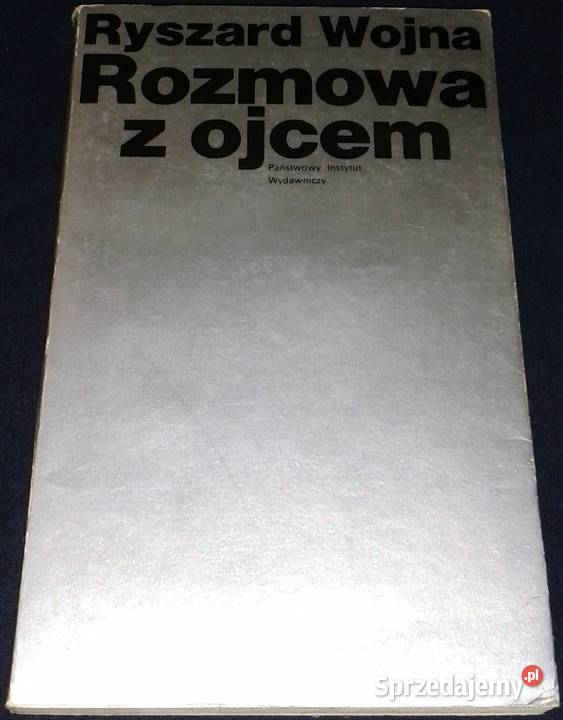 Ryszard Wojna
Rozmowa
z ojcem
Państwowy Instytut
Wydawniczy
Sprzedajemy.pl